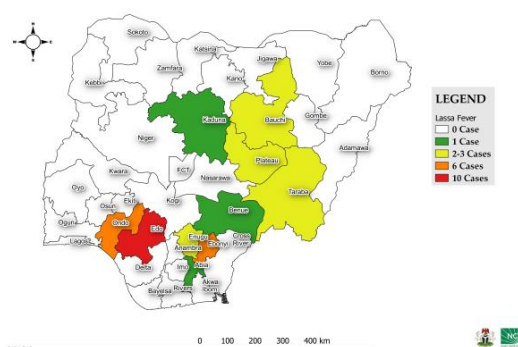 Sokoto
Katsina
Jigawa
Yobe
Borno
Zamfara
Kano
Kebbi
Kaduna
Bauchi
Gombe
Adamawa
Niger
Plateau
FCT
Nasarawa
Taraba
Kwara
Oyo
Kogi
Benue
Osun
Ekiti
Ondo
Edo
Ogun
Lagos
Enugu
Ebonyi
Cross
River
Anambra
Delta
Imo
Abia
Akwa
Ibom
Rivers
Bayelsa
LEGEND
Lassa Fever
0 Case
1 Case
2-3 Cases
6 Cases
10 Cases
0 100 200 300 400 km
NC